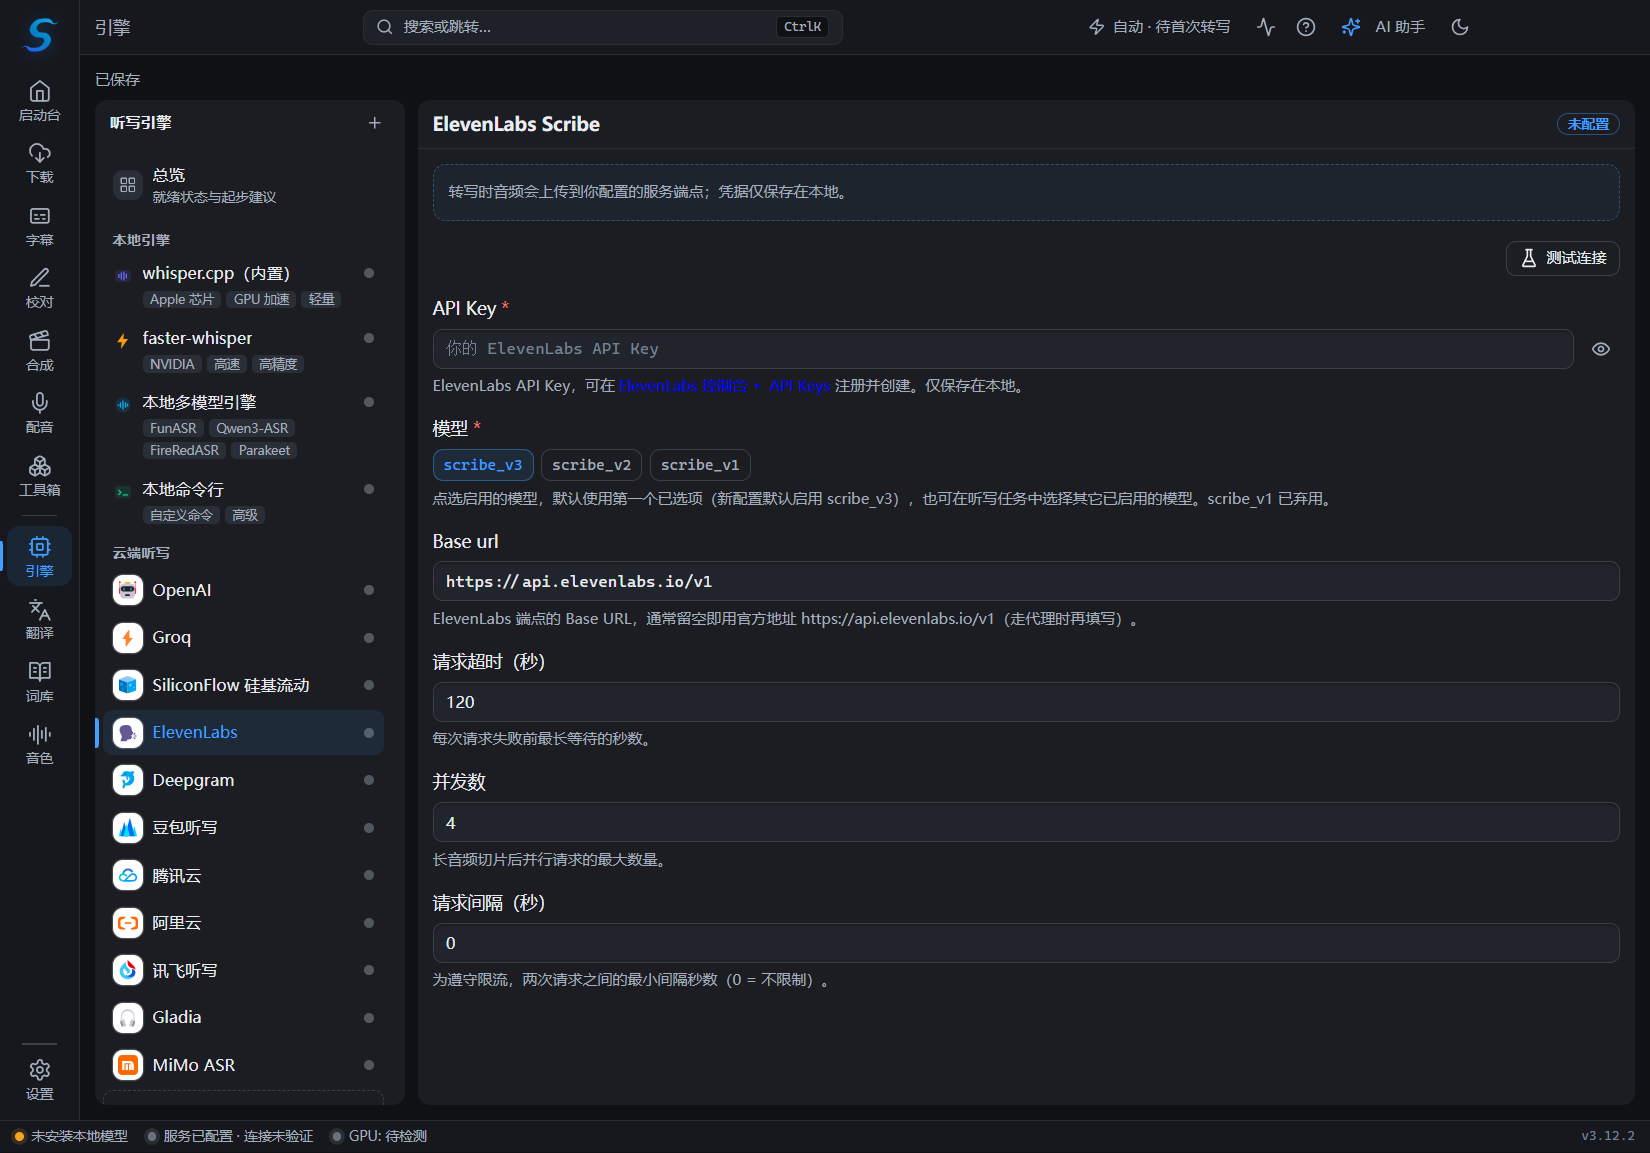 引擎
搜索或跳转...
CtrlK
自动 · 待首次转写
AI 助手
启动台
下载
字幕
校对
合成
配音
工具箱
引擎
翻译
词库
音色
设置
已保存
听写引擎
总览
就绪状态与起步建议
本地引擎
whisper.cpp（内置）
Apple 芯片 GPU 加速 轻量
faster-whisper
NVIDIA 高速 高精度
本地多模型引擎
FunASR Qwen3-ASR
FireRedASR Parakeet
本地命令行
自定义命令 高级
云端听写
OpenAI
Groq
SiliconFlow 硅基流动
ElevenLabs
Deepgram
豆包听写
腾讯云
阿里云
讯飞听写
Gladia
MiMo ASR
ElevenLabs Scribe
未配置
转写时音频会上传到你配置的服务端点；凭据仅保存在本地。
测试连接
API Key *
你的 ElevenLabs API Key
ElevenLabs API Key，可在 ElevenLabs 控制台 · API Keys 注册并创建。仅保存在本地。
模型 *
scribe_v3 scribe_v2 scribe_v1
点选启用的模型，默认使用第一个已选项（新配置默认启用 scribe_v3），也可在听写任务中选择其它已启用的模型。scribe_v1 已弃用。
Base url
https://api.elevenlabs.io/v1
ElevenLabs 端点的 Base URL，通常留空即用官方地址 https://api.elevenlabs.io/v1（走代理时再填写）。
请求超时（秒）
120
每次请求失败前最长等待的秒数。
并发数
4
长音频切片后并行请求的最大数量。
请求间隔（秒）
0
为遵守限流，两次请求之间的最小间隔秒数（0 = 不限制）。
未安装本地模型
服务已配置 · 连接未验证
GPU: 待检测
v3.12.2